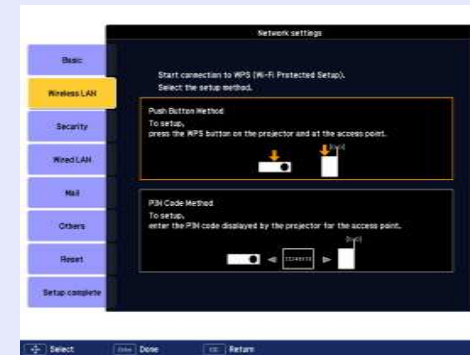 Network settings
Basic
Wireless LAN
Security
Wired LAN
Mail
Others
Reset
Setup complete
Start connection to WPS (Wi-Fi Protected Setup).
Select the setup method.
Push Button Method
To setup,
press the WPS button on the projector and at the access point.
PIN Code Method
To setup,
enter the PIN code displayed by the projector for the access point.
Select
Done
Return